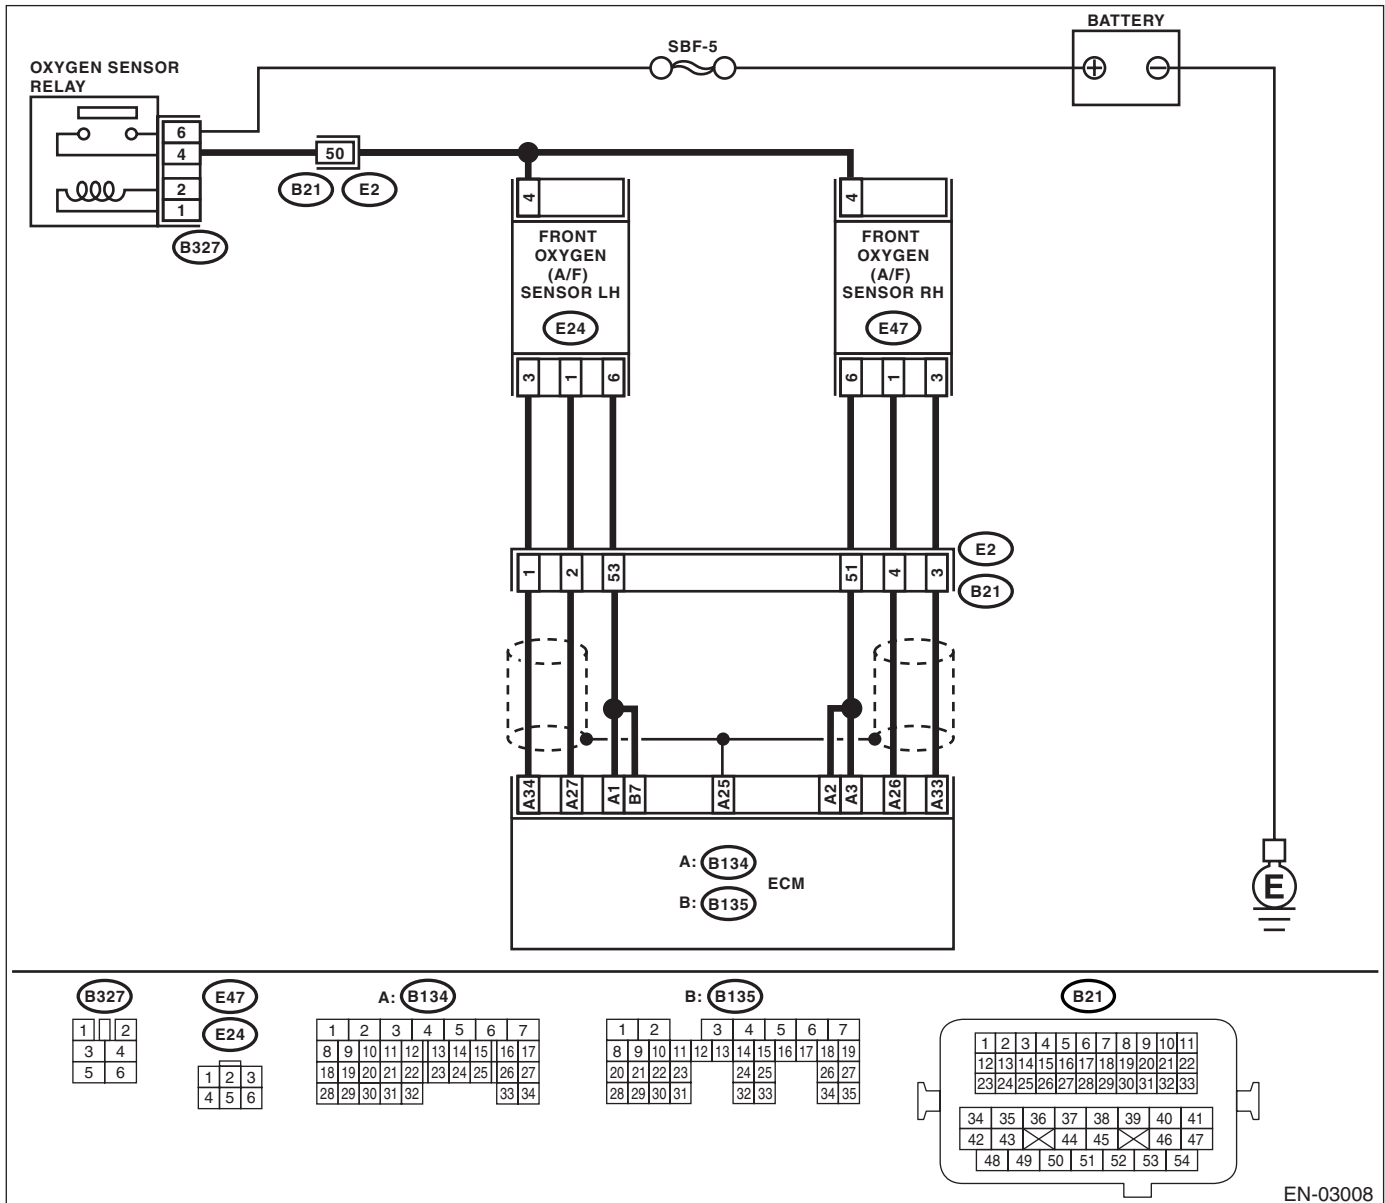 BATTERY
SBF-5
OXYGEN SENSOR
RELAY
6
4
2
1
B327
50
B21 E2
4
FRONT
OXYGEN
(A/F)
SENSOR LH
E24
3 1 6
4
FRONT
OXYGEN
(A/F)
SENSOR RH
E47
6 1 3
E2
1 2 53 51 4 3
B21
A34 A27 A1 B7 A25 A2 A3 A26 A33
A: B134
ECM
B: B135
E
B327
1 2
3 4
5 6
E47
E24
1 2 3
4 5 6
A: B134
1 2 3 4 5 6 7
8 9 10 11 12 13 14 15 16 17
18 19 20 21 22 23 24 25 26 27
28 29 30 31 32 33 34
B: B135
1 2 3 4 5 6 7
8 9 10 11 12 13 14 15 16 17 18 19
20 21 22 23 24 25 26 27
28 29 30 31 32 33 34 35
B21
1 2 3 4 5 6 7 8 9 10 11
12 13 14 15 16 17 18 19 20 21 22
23 24 25 26 27 28 29 30 31 32 33
34 35 36 37 38 39 40 41
42 43 44 45 46 47
48 49 50 51 52 53 54
EN-03008